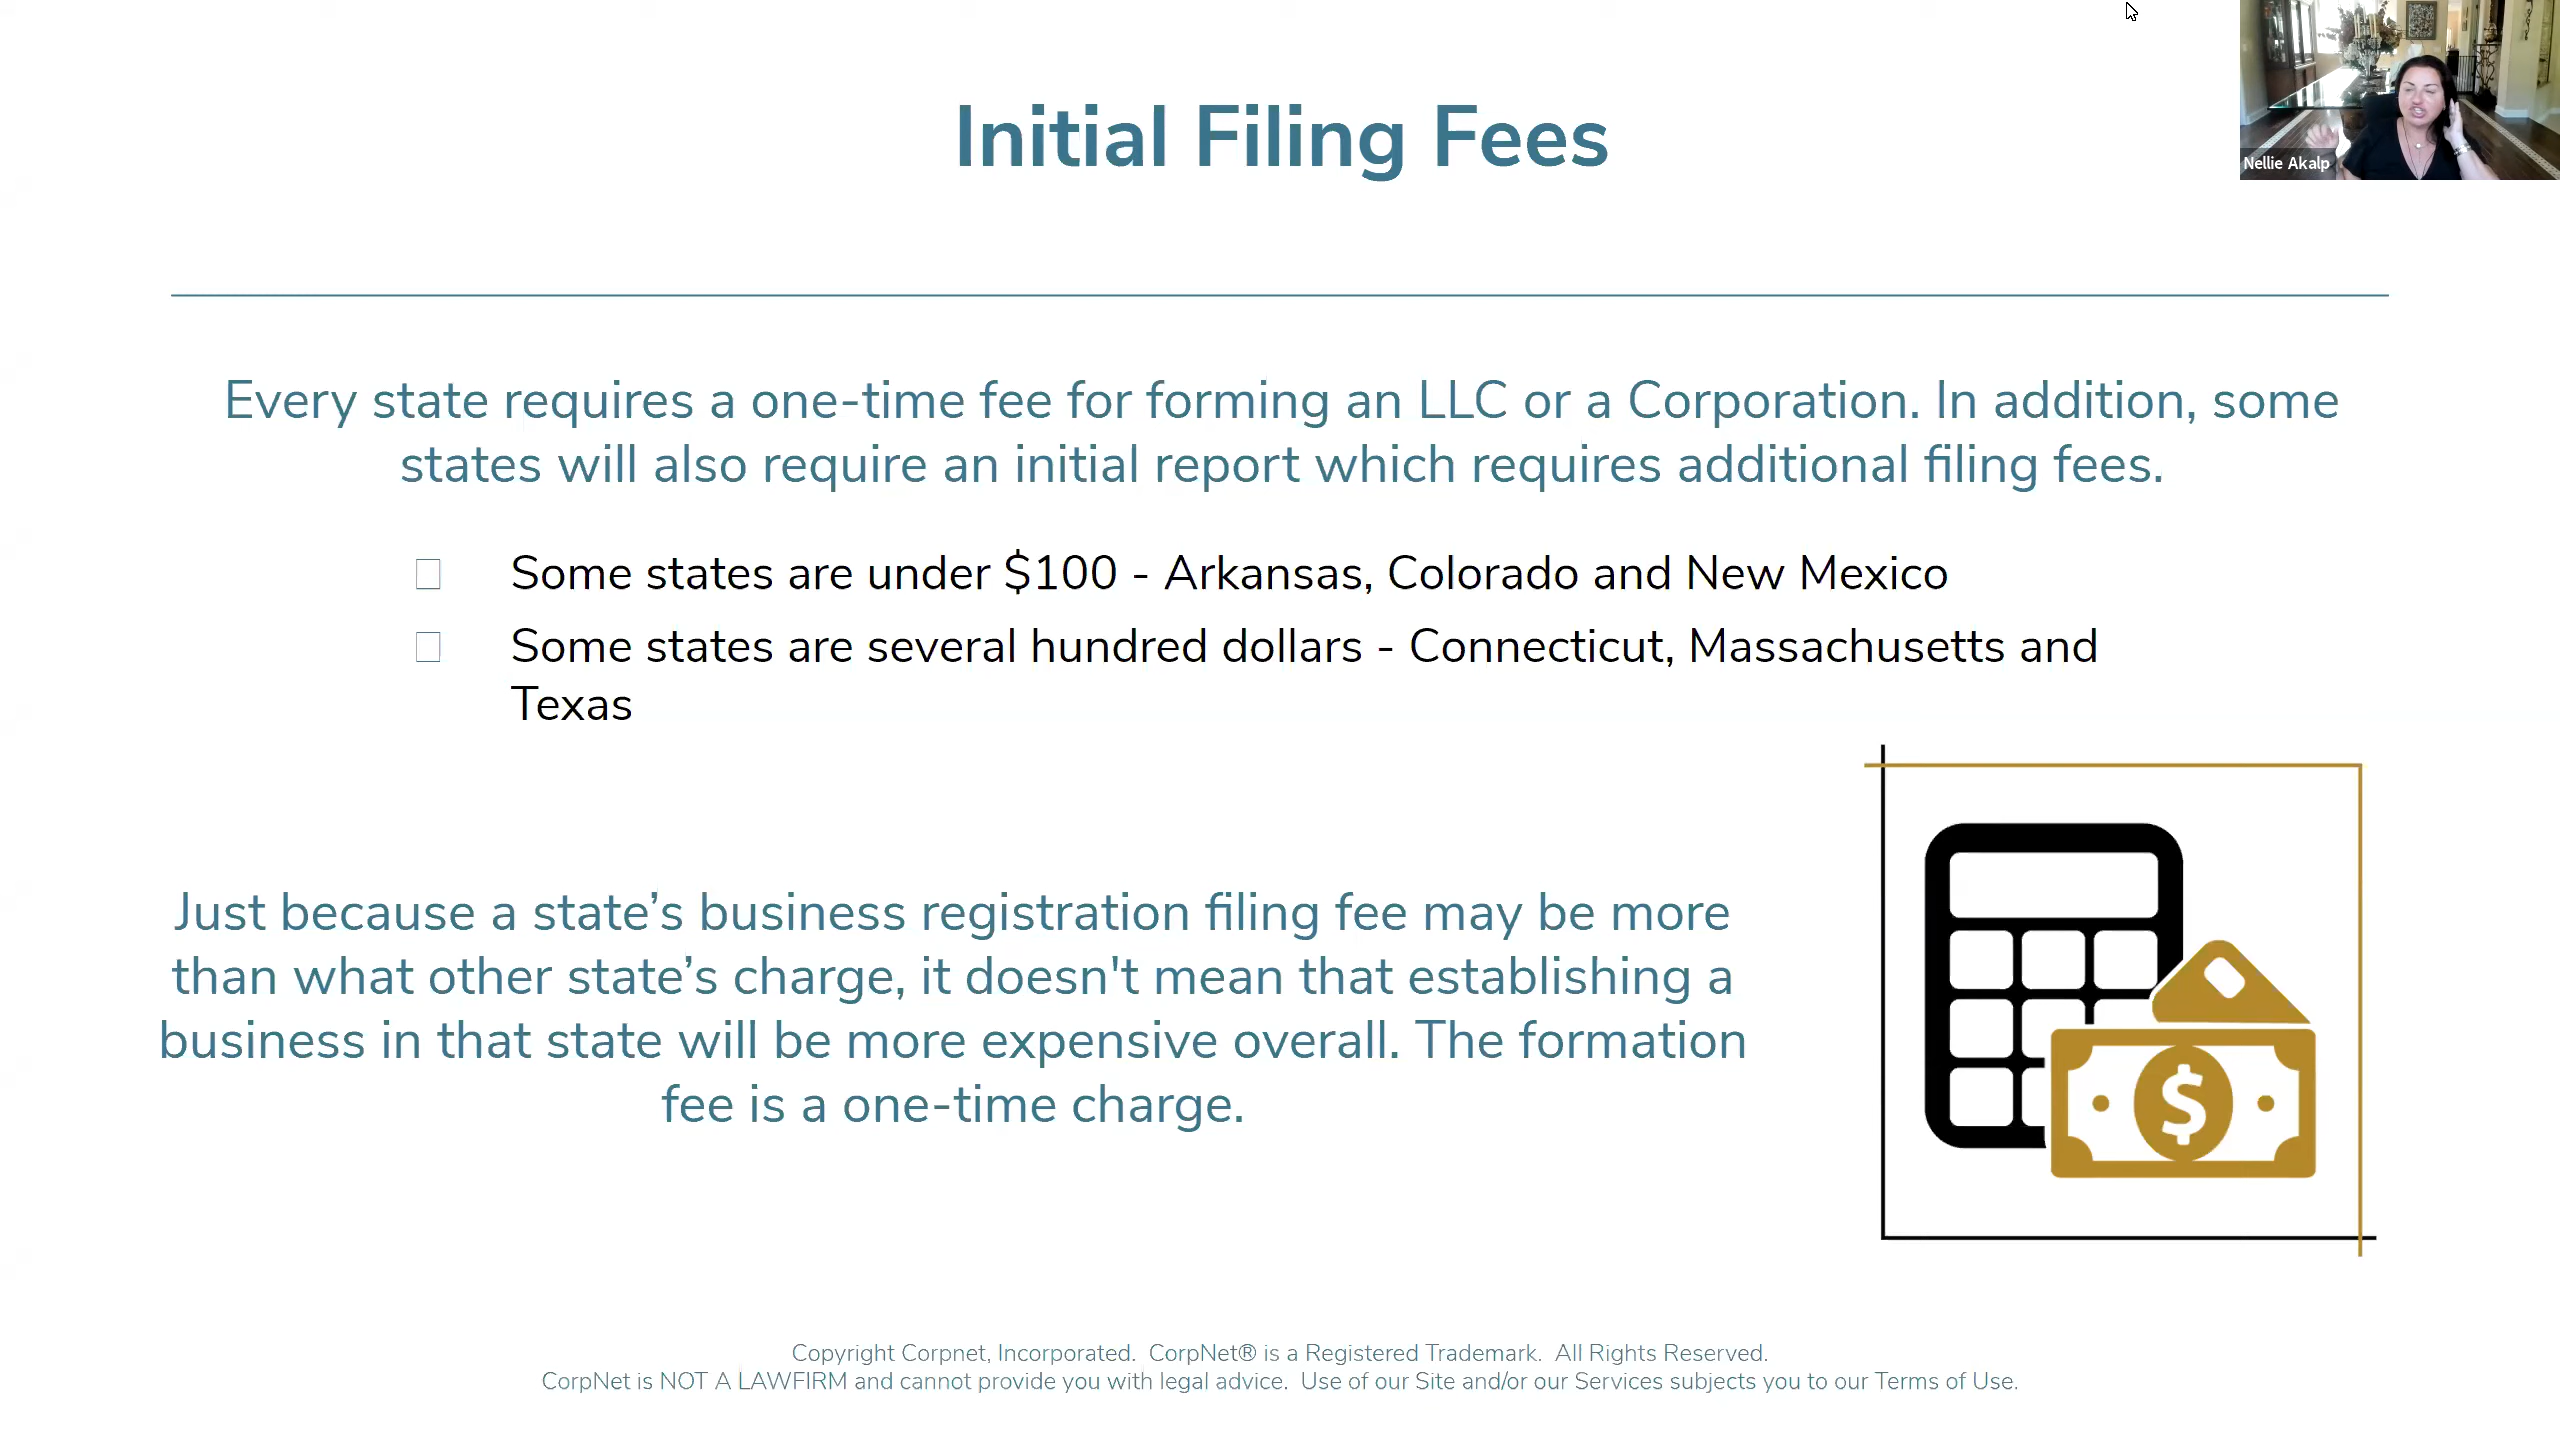 Initial Filing Fees
Nellie Akalp
Every state requires a one-time fee for forming an LLC or a Corporation. In addition, some
states will also require an initial report which requires additional filing fees.
Some states are under $100 - Arkansas, Colorado and New Mexico
Some states are several hundred dollars - Connecticut, Massachusetts and
Texas
Just because a state’s business registration filing fee may be more
than what other state’s charge, it doesn't mean that establishing a
business in that state will be more expensive overall. The formation
fee is a one-time charge.
$
Copyright Corpnet, Incorporated.  CorpNet® is a Registered Trademark.  All Rights Reserved.
CorpNet is NOT A LAWFIRM and cannot provide you with legal advice.  Use of our Site and/or our Services subjects you to our Terms of Use.